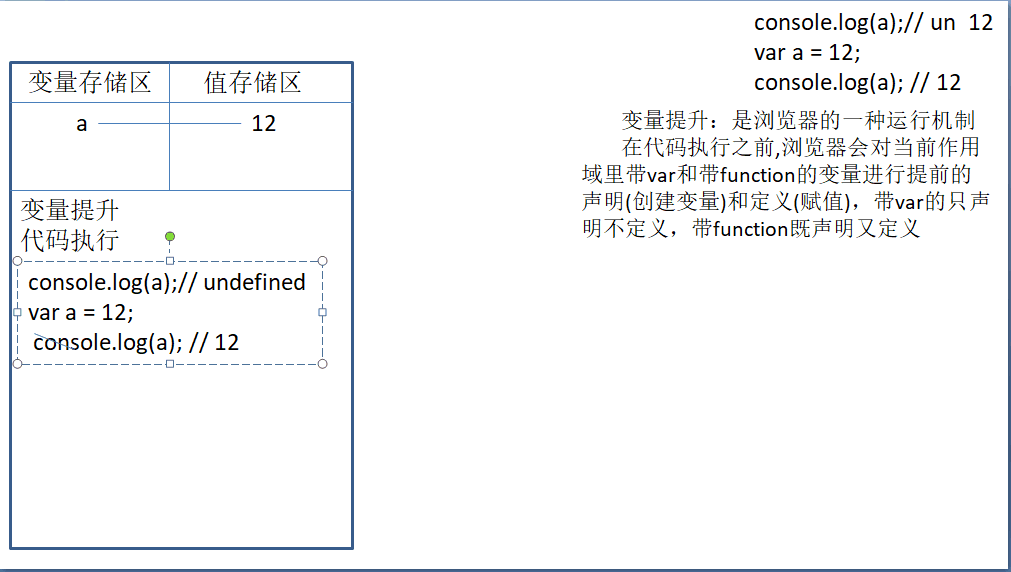 变量存储区 值存储区
a 12
变量提升
代码执行
console.log(a);// undefined
var a = 12;
console.log(a); // 12
console.log(a);// un 12
var a = 12;
console.log(a); // 12
变量提升：是浏览器的一种运行机制
在代码执行之前,浏览器会对当前作用
域里带var和带function的变量进行提前的
声明(创建变量)和定义(赋值)，带var的只声
明不定义，带function既声明又定义